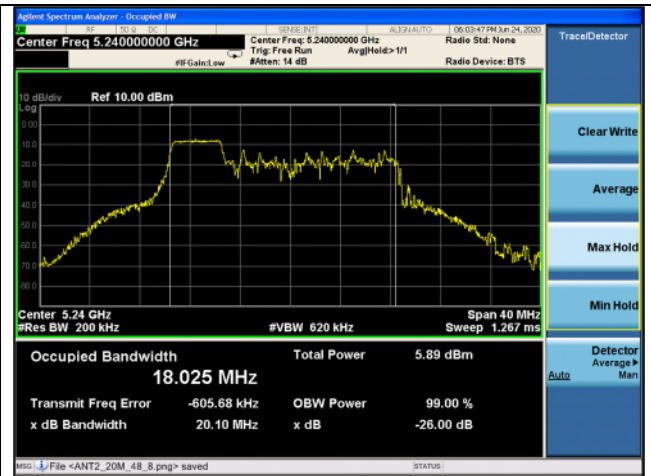 Agilent Spectrum Analyzer - Occupied BW
RF 50 Ω DC SENSE:INT ALIGN AUTO 06:03:47 PM Jun 24, 2020
Center Freq 5.240000000 GHz
Center Freq: 5.240000000 GHz
Radio Std: None
Trig: Free Run Avg|Hold:>1/1
#IFGain:Low #Atten: 14 dB Radio Device: BTS
Trace/Detector
10 dB/div Ref 10.00 dBm
Log
0.00
-10.0
-20.0
-30.0
-40.0
-50.0
-60.0
-70.0
-80.0
Clear Write
Average
Max Hold
Min Hold
Center 5.24 GHz Span 40 MHz
#Res BW 200 kHz #VBW 620 kHz Sweep 1.267 ms
Detector
Average▶
Auto Man
Occupied Bandwidth Total Power 5.89 dBm
18.025 MHz
Transmit Freq Error -605.68 kHz OBW Power 99.00 %
x dB Bandwidth 20.10 MHz x dB -26.00 dB
MSG File <ANT2_20M_48_8.png> saved STATUS